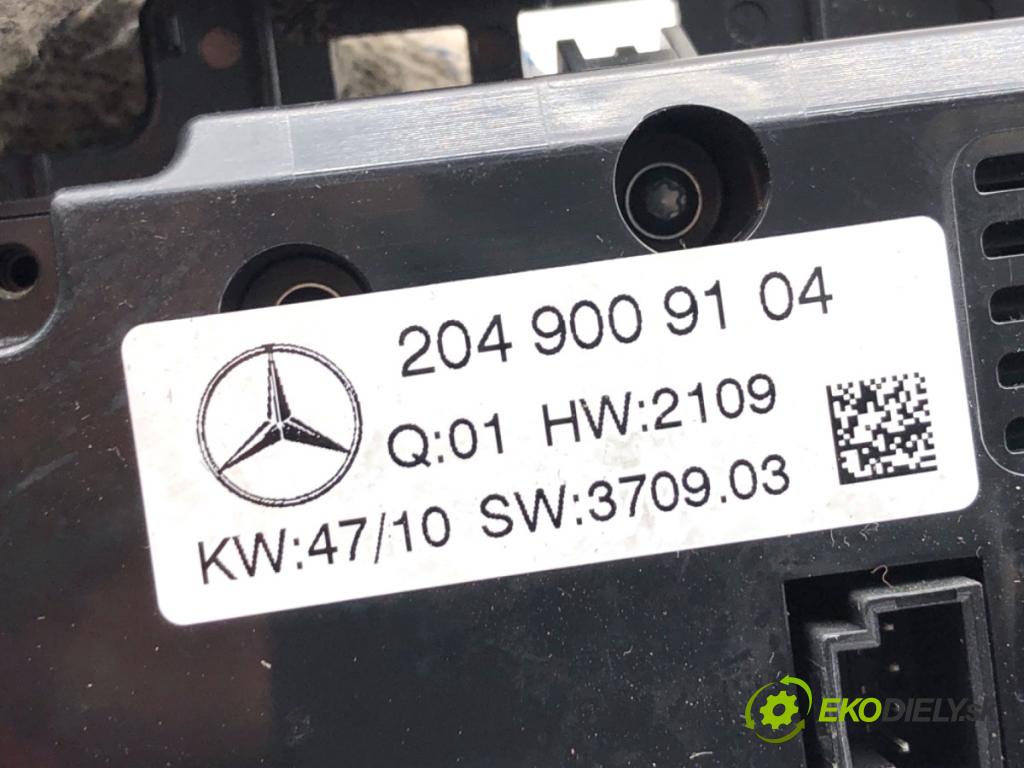 204 900 91 04
Q:01 HW:2109
KW:47/10 SW:3709.03
EKODIELY.sk